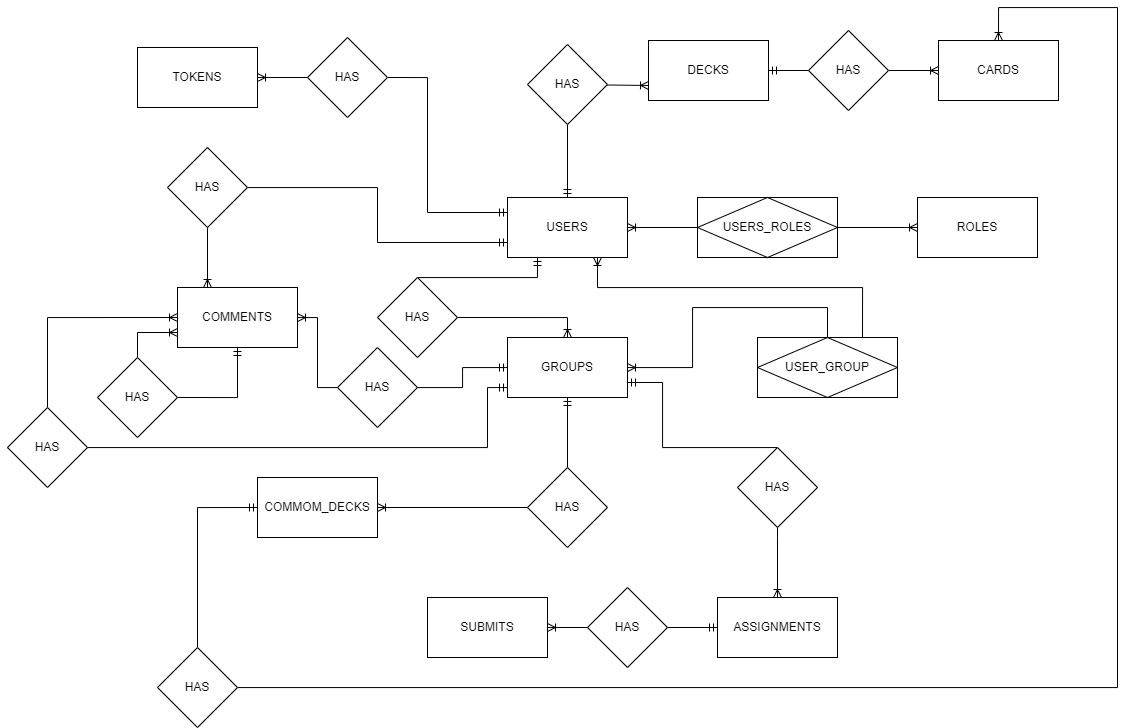 TOKENS
HAS
HAS
DECKS
HAS
CARDS
HAS
USERS
USERS_ROLES
ROLES
COMMENTS
HAS
GROUPS
USER_GROUP
HAS
HAS
HAS
COMMOM_DECKS
HAS
HAS
SUBMITS
HAS
ASSIGNMENTS
HAS